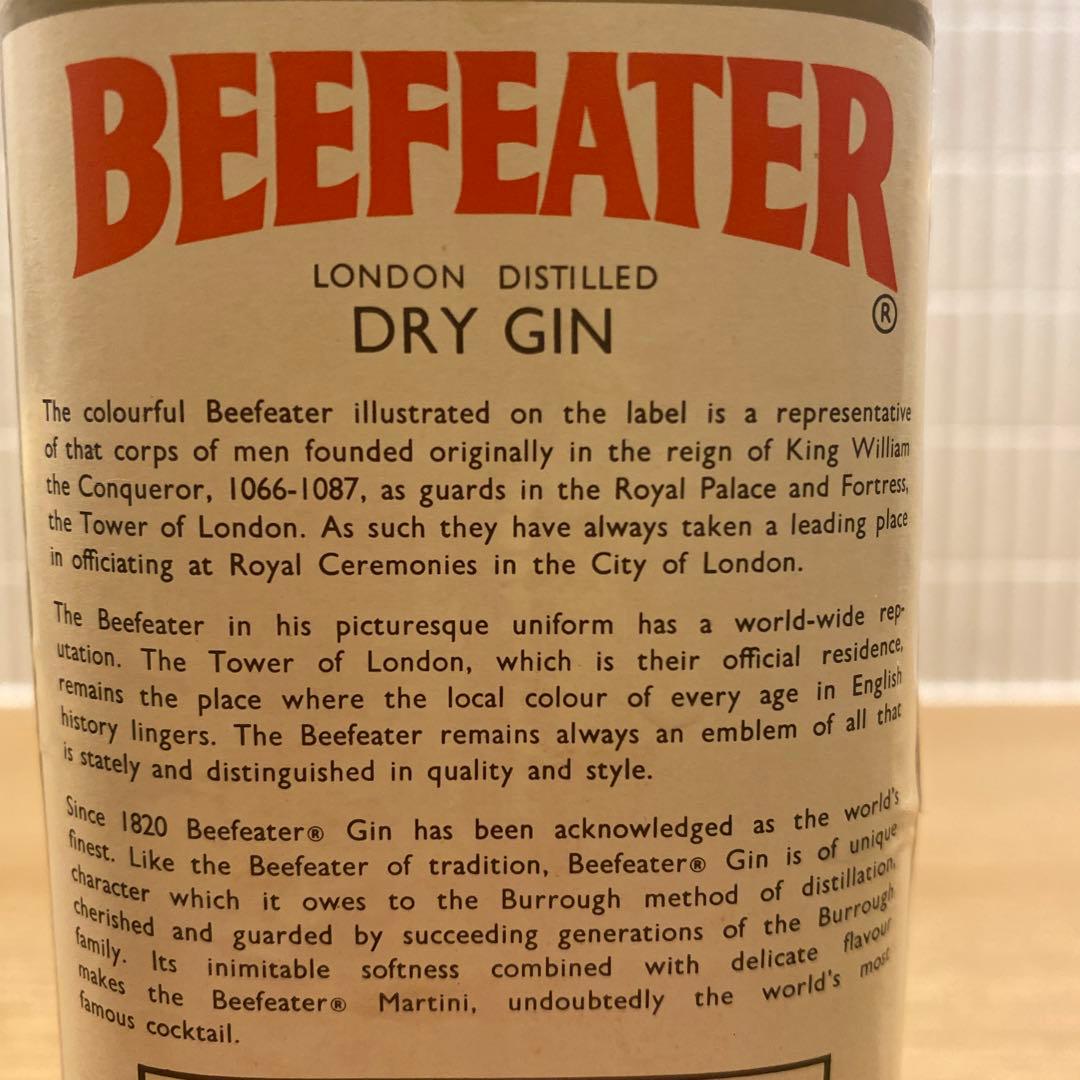 BEEFEATER
®
LONDON DISTILLED
DRY GIN
The colourful Beefeater illustrated on the label is a representative
of that corps of men founded originally in the reign of King William
the Conqueror, 1066-1087, as guards in the Royal Palace and Fortress,
the Tower of London. As such they have always taken a leading place
in officiating at Royal Ceremonies in the City of London.
The Beefeater in his picturesque uniform has a world-wide rep-
utation. The Tower of London, which is their official residence,
remains the place where the local colour of every age in English
history lingers. The Beefeater remains always an emblem of all that
is stately and distinguished in quality and style.
Since 1820 Beefeater® Gin has been acknowledged as the world's
finest. Like the Beefeater of tradition, Beefeater® Gin is of unique
character which it owes to the Burrough method of distillation,
cherished and guarded by succeeding generations of the Burrough
family. Its inimitable softness combined with delicate flavour
makes the Beefeater® Martini, undoubtedly the world's most
famous cocktail.